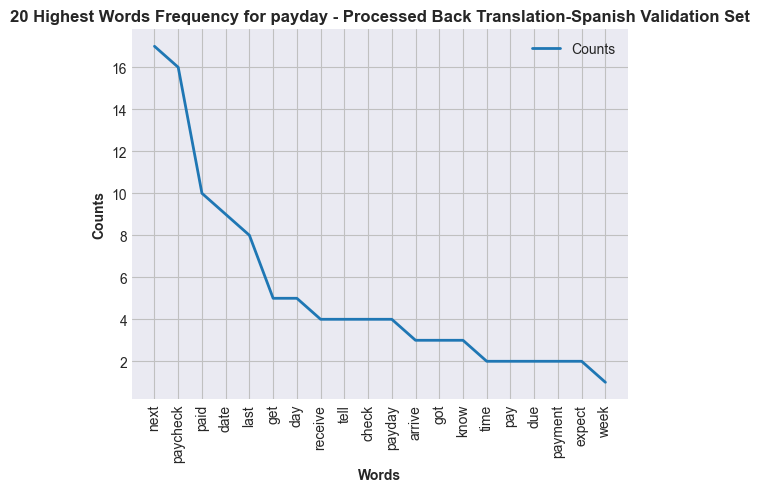 20 Highest Words Frequency for payday - Processed Back Translation-Spanish Validation Set
Counts
16
14
12
10
8
6
4
2
Counts
next
paycheck
paid
date
last
get
day
receive
tell
check
payday
arrive
got
know
time
pay
due
payment
expect
week
Words